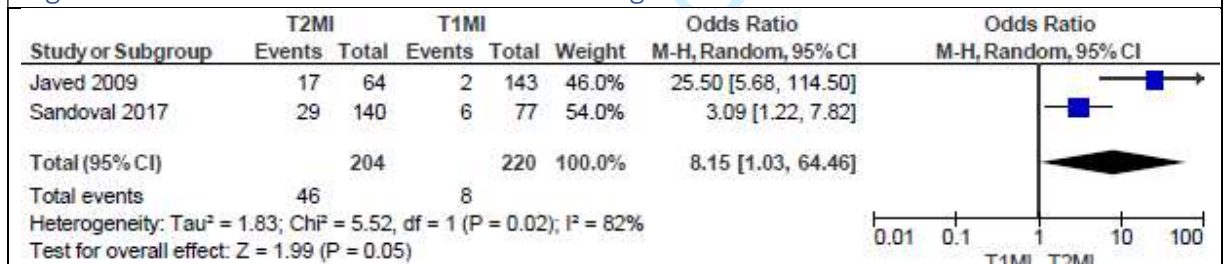 T2MI T1MI Odds Ratio Odds Ratio
Study or Subgroup Events Total Events Total Weight M-H, Random, 95% CI M-H, Random, 95% CI
Javed 2009 17 64 2 143 46.0% 25.50 [5.68, 114.50]
Sandoval 2017 29 140 6 77 54.0% 3.09 [1.22, 7.82]
Total (95% CI) 204 220 100.0% 8.15 [1.03, 64.46]
Total events 46 8
Heterogeneity: Tau² = 1.83; Chi² = 5.52, df = 1 (P = 0.02); I² = 82%
0.01 0.1 1 10 100
Test for overall effect: Z = 1.99 (P = 0.05)
T1MI T2MI